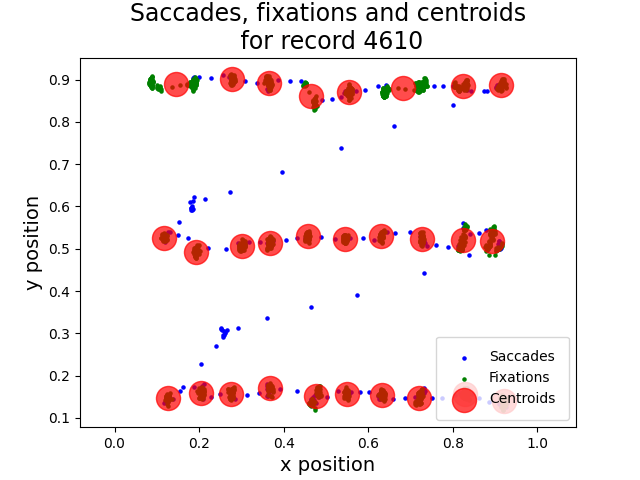 Saccades, fixations and centroids
for record 4610
y position
0.9
0.8
0.7
0.6
0.5
0.4
0.3
0.2
0.1
Saccades
Fixations
Centroids
0.0 0.2 0.4 0.6 0.8 1.0
x position